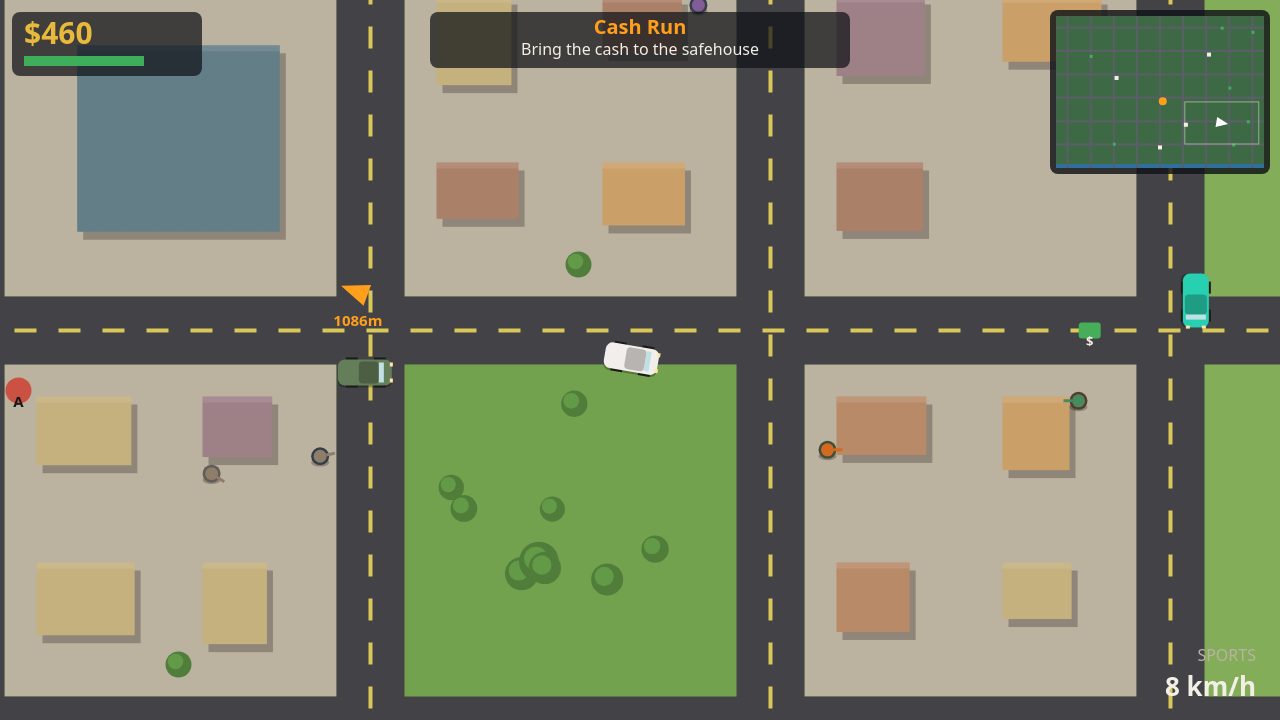 $460
Cash Run
Bring the cash to the safehouse
1086m
$
A
SPORTS
8 km/h